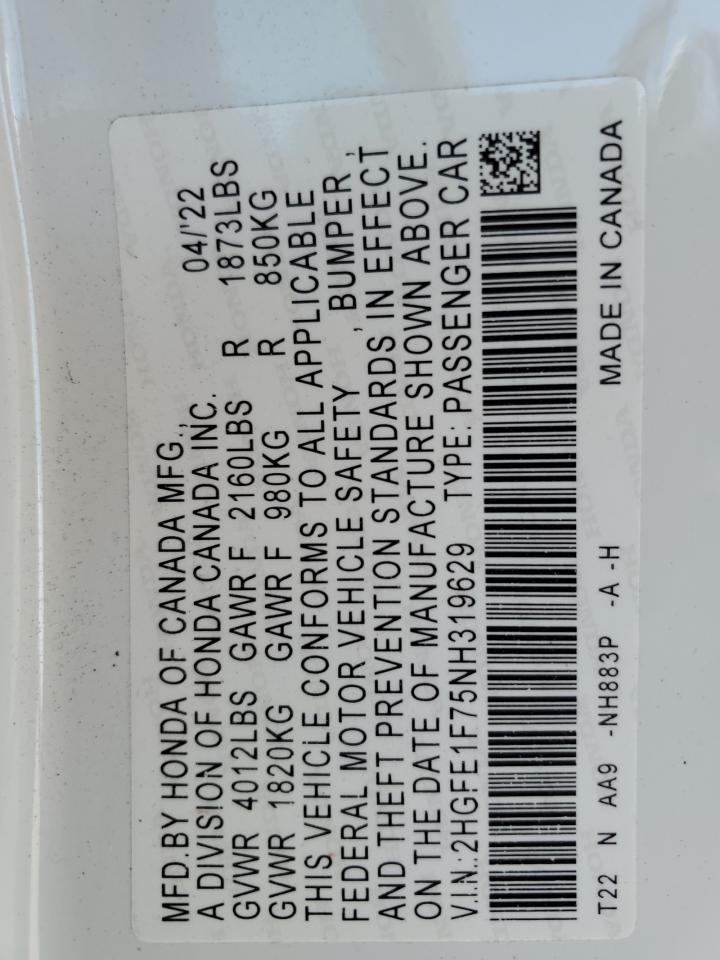 MFD.BY HONDA OF CANADA MFG.,
A DIVISION OF HONDA CANADA INC. 04/'22
GVWR 4012LBS GAWR F 2160LBS R 1873LBS
GVWR 1820KG GAWR F 980KG R 850KG
THIS VEHICLE CONFORMS TO ALL APPLICABLE
FEDERAL MOTOR VEHICLE SAFETY , BUMPER ,
AND THEFT PREVENTION STANDARDS IN EFFECT
ON THE DATE OF MANUFACTURE SHOWN ABOVE.
V.I.N.:2HGFE1F75NH319629 TYPE: PASSENGER CAR
T22 N AA9 -NH883P -A -H MADE IN CANADA